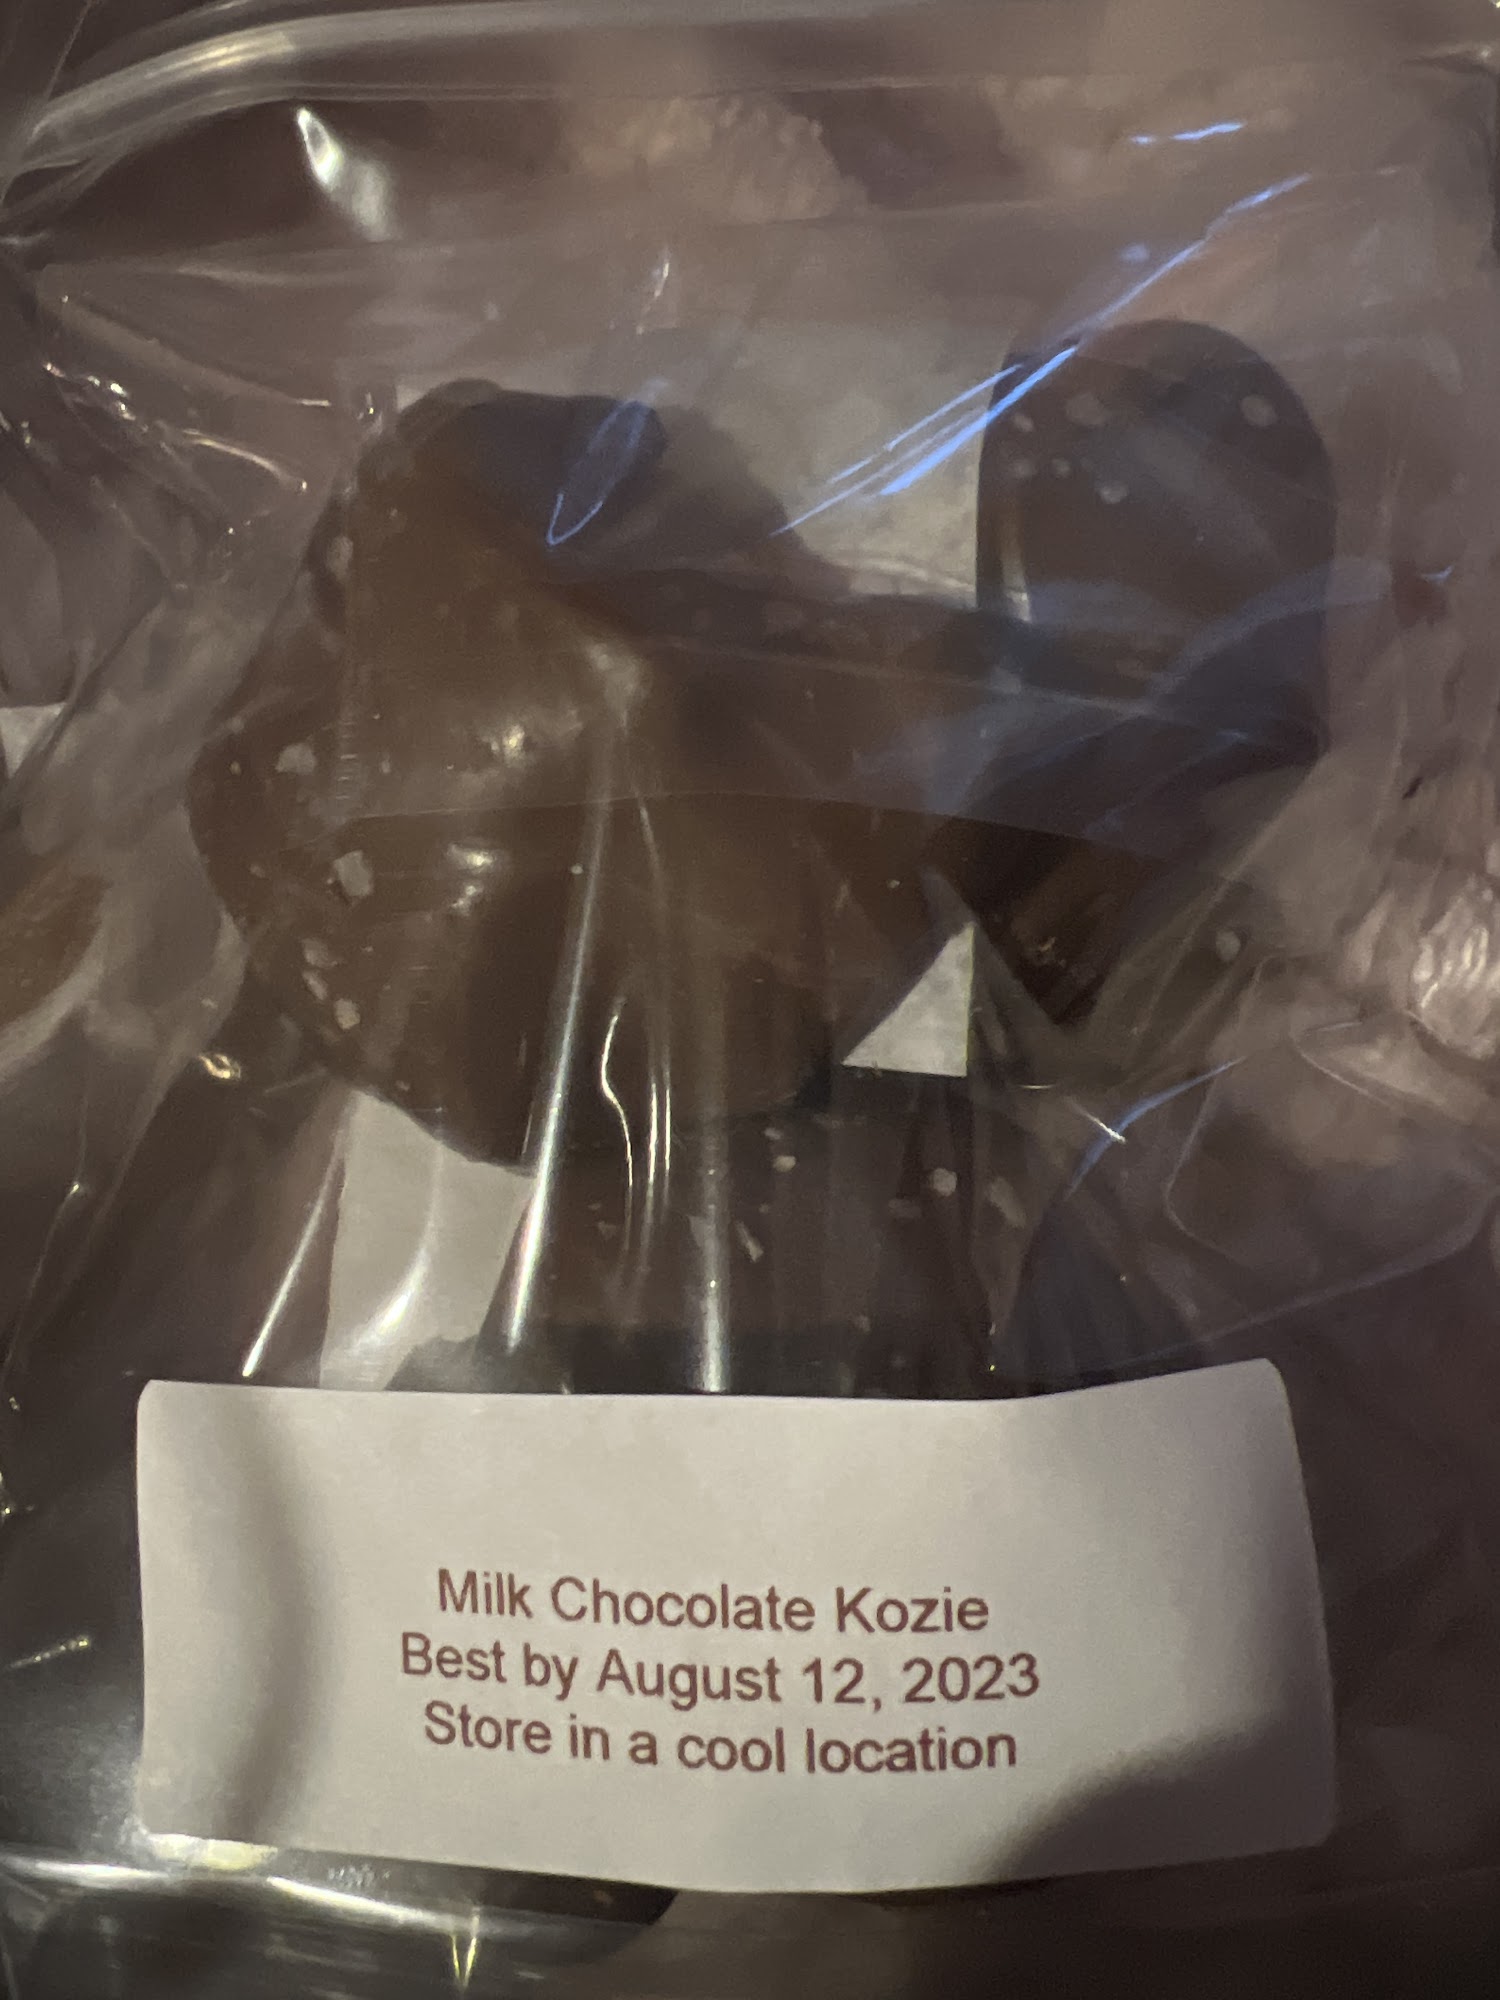 Milk Chocolate Kozie
Best by August 12, 2023
Store in a cool location